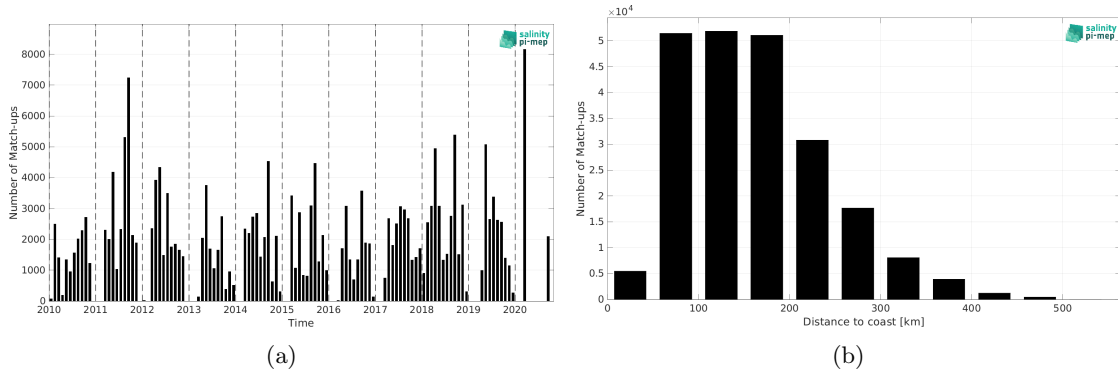 salinity
pi-mep
Number of Match-ups
8000
7000
6000
5000
4000
3000
2000
1000
0
2010 2011 2012 2013 2014 2015 2016 2017 2018 2019 2020
Time
(a)
×10⁴
salinity
pi-mep
Number of Match-ups
5
4.5
4
3.5
3
2.5
2
1.5
1
0.5
0
0 100 200 300 400 500
Distance to coast [km]
(b)